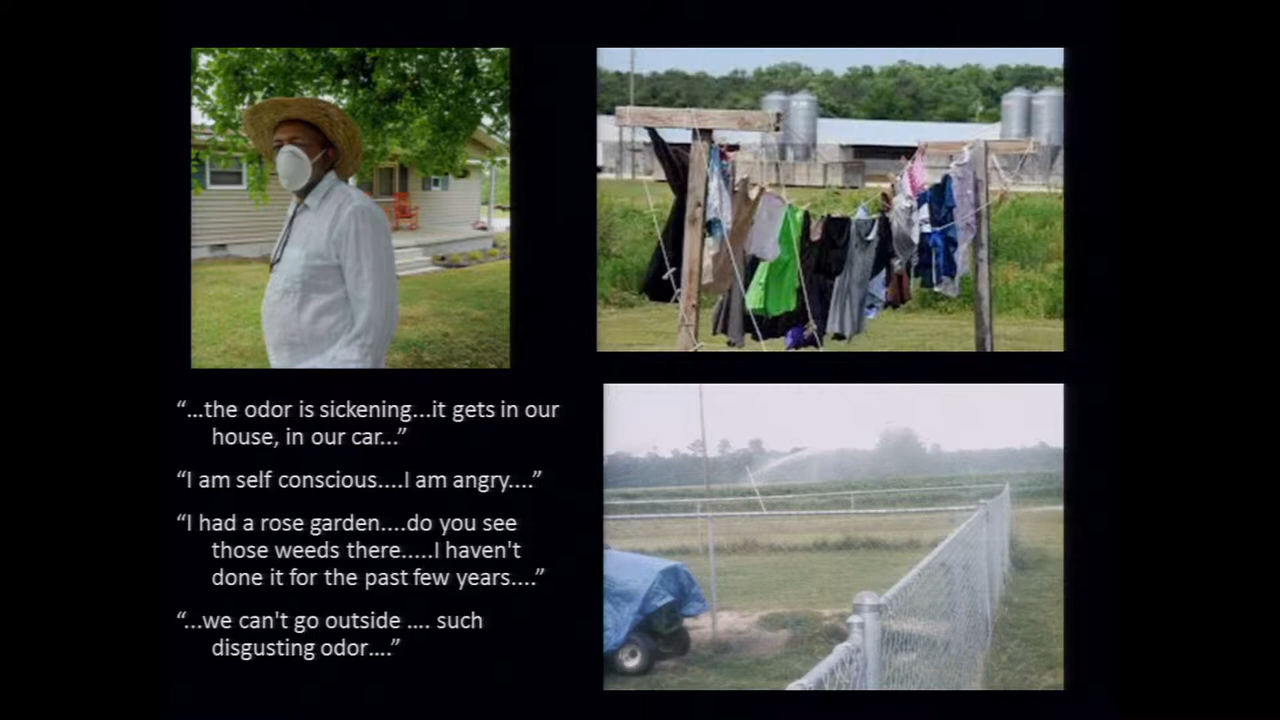 “...the odor is sickening...it gets in our
house, in our car...”
“I am self conscious....I am angry....”
“I had a rose garden....do you see
those weeds there.....I haven't
done it for the past few years....”
“...we can't go outside .... such
disgusting odor....”